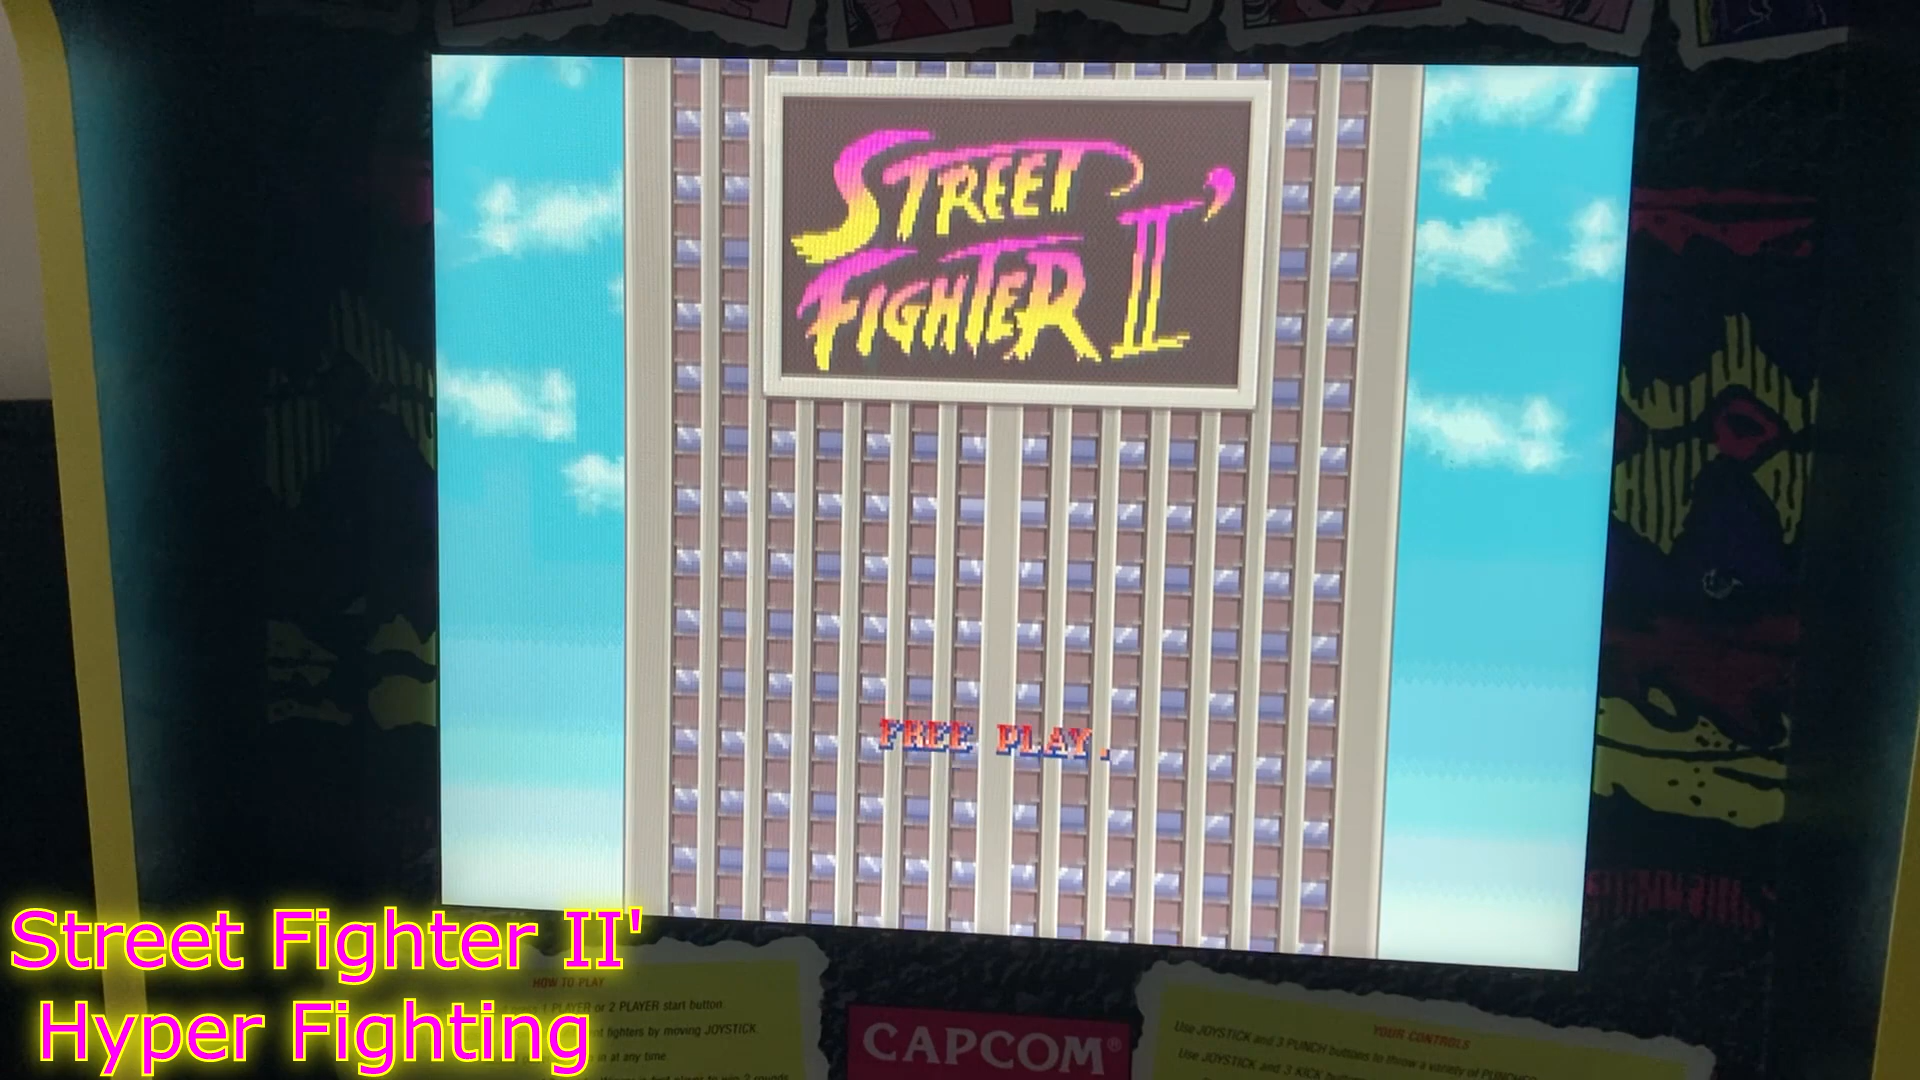 STREET
FIGHTER II'
FREE PLAY.
Street Fighter II'
Hyper Fighting
HOW TO PLAY
1 PLAYER or 2 PLAYER start button
fighters by moving JOYSTICK
in at any time
CAPCOM®
YOUR CONTROLS
Use JOYSTICK and 3 PUNCH buttons to throw a variety of PUNCHES
Use JOYSTICK and 3 KICK